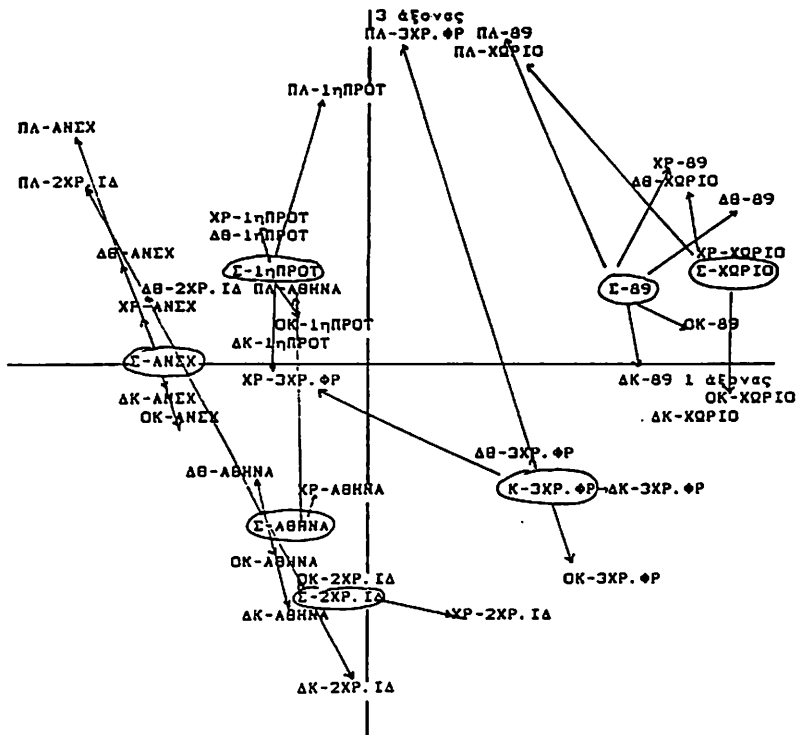 3 άξονας
ΠΛ-3ΧΡ.ΦΡ ΠΛ-89
ΠΛ-ΧΩΡΙΟ
ΠΛ-1ηΠΡΟΤ
ΠΛ-ΑΝΣΧ
ΧΡ-89
ΠΛ-2ΧΡ.ΙΔ ΔΘ-ΧΩΡΙΟ
ΔΘ-89
ΧΡ-1ηΠΡΟΤ
ΔΘ-1ηΠΡΟΤ
ΔΘ-ΑΝΣΧ ΧΡ-ΧΩΡΙΟ
Σ-1ηΠΡΟΤ Σ-ΧΩΡΙΟ
ΔΘ-2ΧΡ.ΙΔ ΠΛ-ΑΘΗΝΑ Σ-89
ΧΡ-ΑΝΣΧ
ΟΚ-1ηΠΡΟΤ ΟΚ-89
ΔΚ-1ηΠΡΟΤ
Σ-ΑΝΣΧ
ΧΡ-3ΧΡ.ΦΡ ΔΚ-89 1 άξονας
ΔΚ-ΑΝΣΧ ΟΚ-ΧΩΡΙΟ
ΟΚ-ΑΝΣΧ ΔΚ-ΧΩΡΙΟ
ΔΘ-3ΧΡ.ΦΡ
ΔΘ-ΑΘΗΝΑ
ΧΡ-ΑΘΗΝΑ Κ-3ΧΡ.ΦΡ ΔΚ-3ΧΡ.ΦΡ
Σ-ΑΘΗΝΑ
ΟΚ-ΑΘΗΝΑ
ΟΚ-2ΧΡ.ΙΔ ΟΚ-3ΧΡ.ΦΡ
Σ-2ΧΡ.ΙΔ
ΔΚ-ΑΘΗΝΑ ΧΡ-2ΧΡ.ΙΔ
ΔΚ-2ΧΡ.ΙΔ